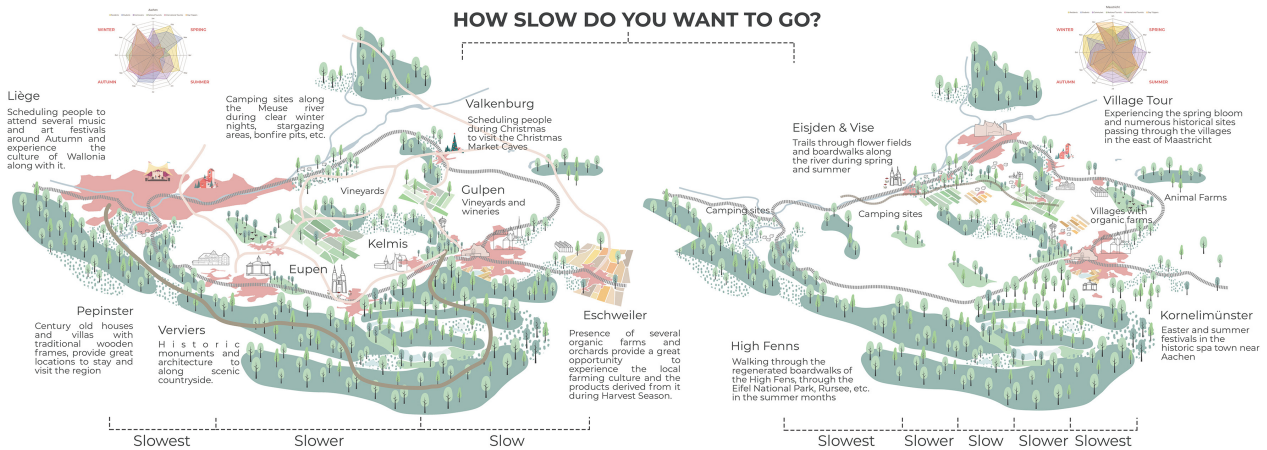 HOW SLOW DO YOU WANT TO GO?
WINTER
SPRING
AUTUMN
SUMMER
Liège
Scheduling people to
attend several music
and art festivals
around Autumn and
experience the
culture of Wallonia
along with it.
Camping sites along
the Meuse river
during clear winter
nights, stargazing
areas, bonfire pits, etc.
Valkenburg
Scheduling people
during Christmas
to visit the Christmas
Market Caves
Vineyards
Gulpen
Vineyards and
wineries
Kelmis
Eupen
Pepinster
Century old houses
and villas with
traditional wooden
frames, provide great
locations to stay and
visit the region
Verviers
Historic
monuments and
architecture to
along scenic
countryside.
Eschweiler
Presence of several
organic farms and
orchards provide a great
opportunity to
experience the local
farming culture and the
products derived from it
during Harvest Season.
Slowest
Slower
Slow
Maastricht
WINTER
SPRING
AUTUMN
SUMMER
Village Tour
Experiencing the spring bloom
and numerous historical sites
passing through the villages
in the east of Maastricht
Eisjden & Vise
Trails through flower fields
and boardwalks along
the river during spring
and summer
Camping sites
Camping sites
Animal Farms
Villages with
organic farms
High Fenns
Walking through the
regenerated boardwalks of
the High Fens, through the
Eifel National Park, Rursee, etc.
in the summer months
Kornelimünster
Easter and summer
festivals in the
historic spa town near
Aachen
Slowest
Slower
Slow
Slower
Slowest